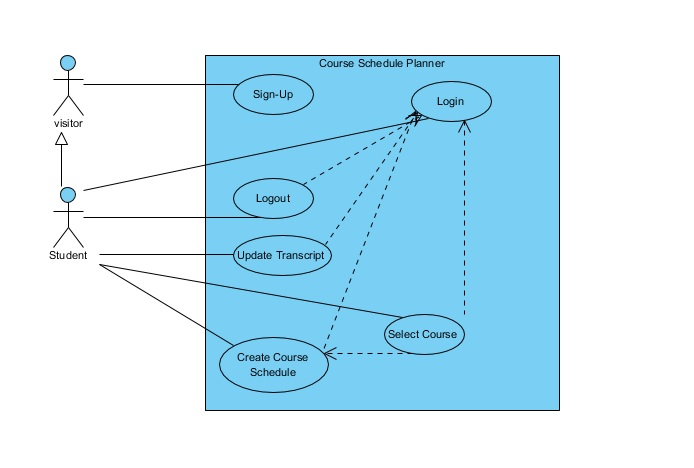 Course Schedule Planner
Sign-Up
Login
visitor
Logout
Student
Update Transcript
Select Course
Create Course
Schedule